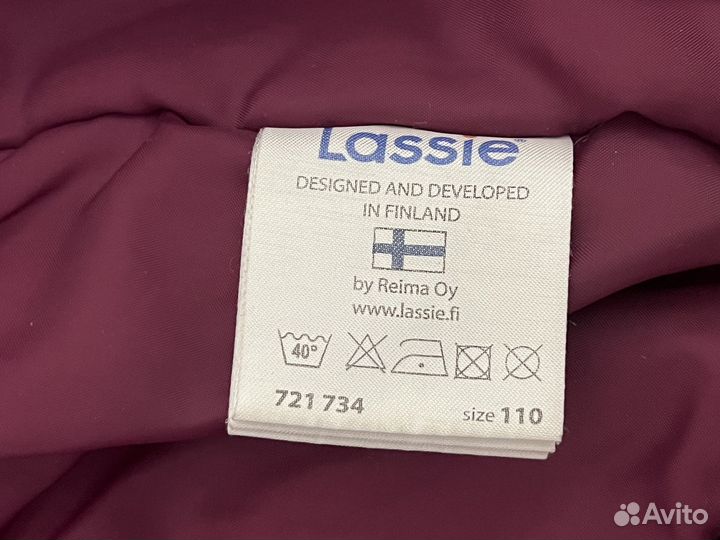 Lassie
DESIGNED AND DEVELOPED
IN FINLAND
by Reima Oy
www.lassie.fi
40°
721 734 size 110
Avito